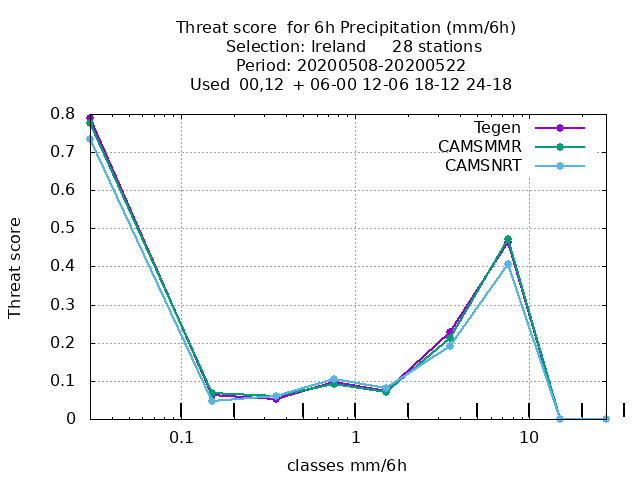 Threat score  for 6h Precipitation (mm/6h)
Selection: Ireland     28 stations
Period: 20200508-20200522
Used  00,12  + 06-00 12-06 18-12 24-18
Tegen
CAMSMMR
CAMSNRT
0.8
0.7
0.6
0.5
0.4
0.3
0.2
0.1
0
Threat score
0.1
1
10
classes mm/6h